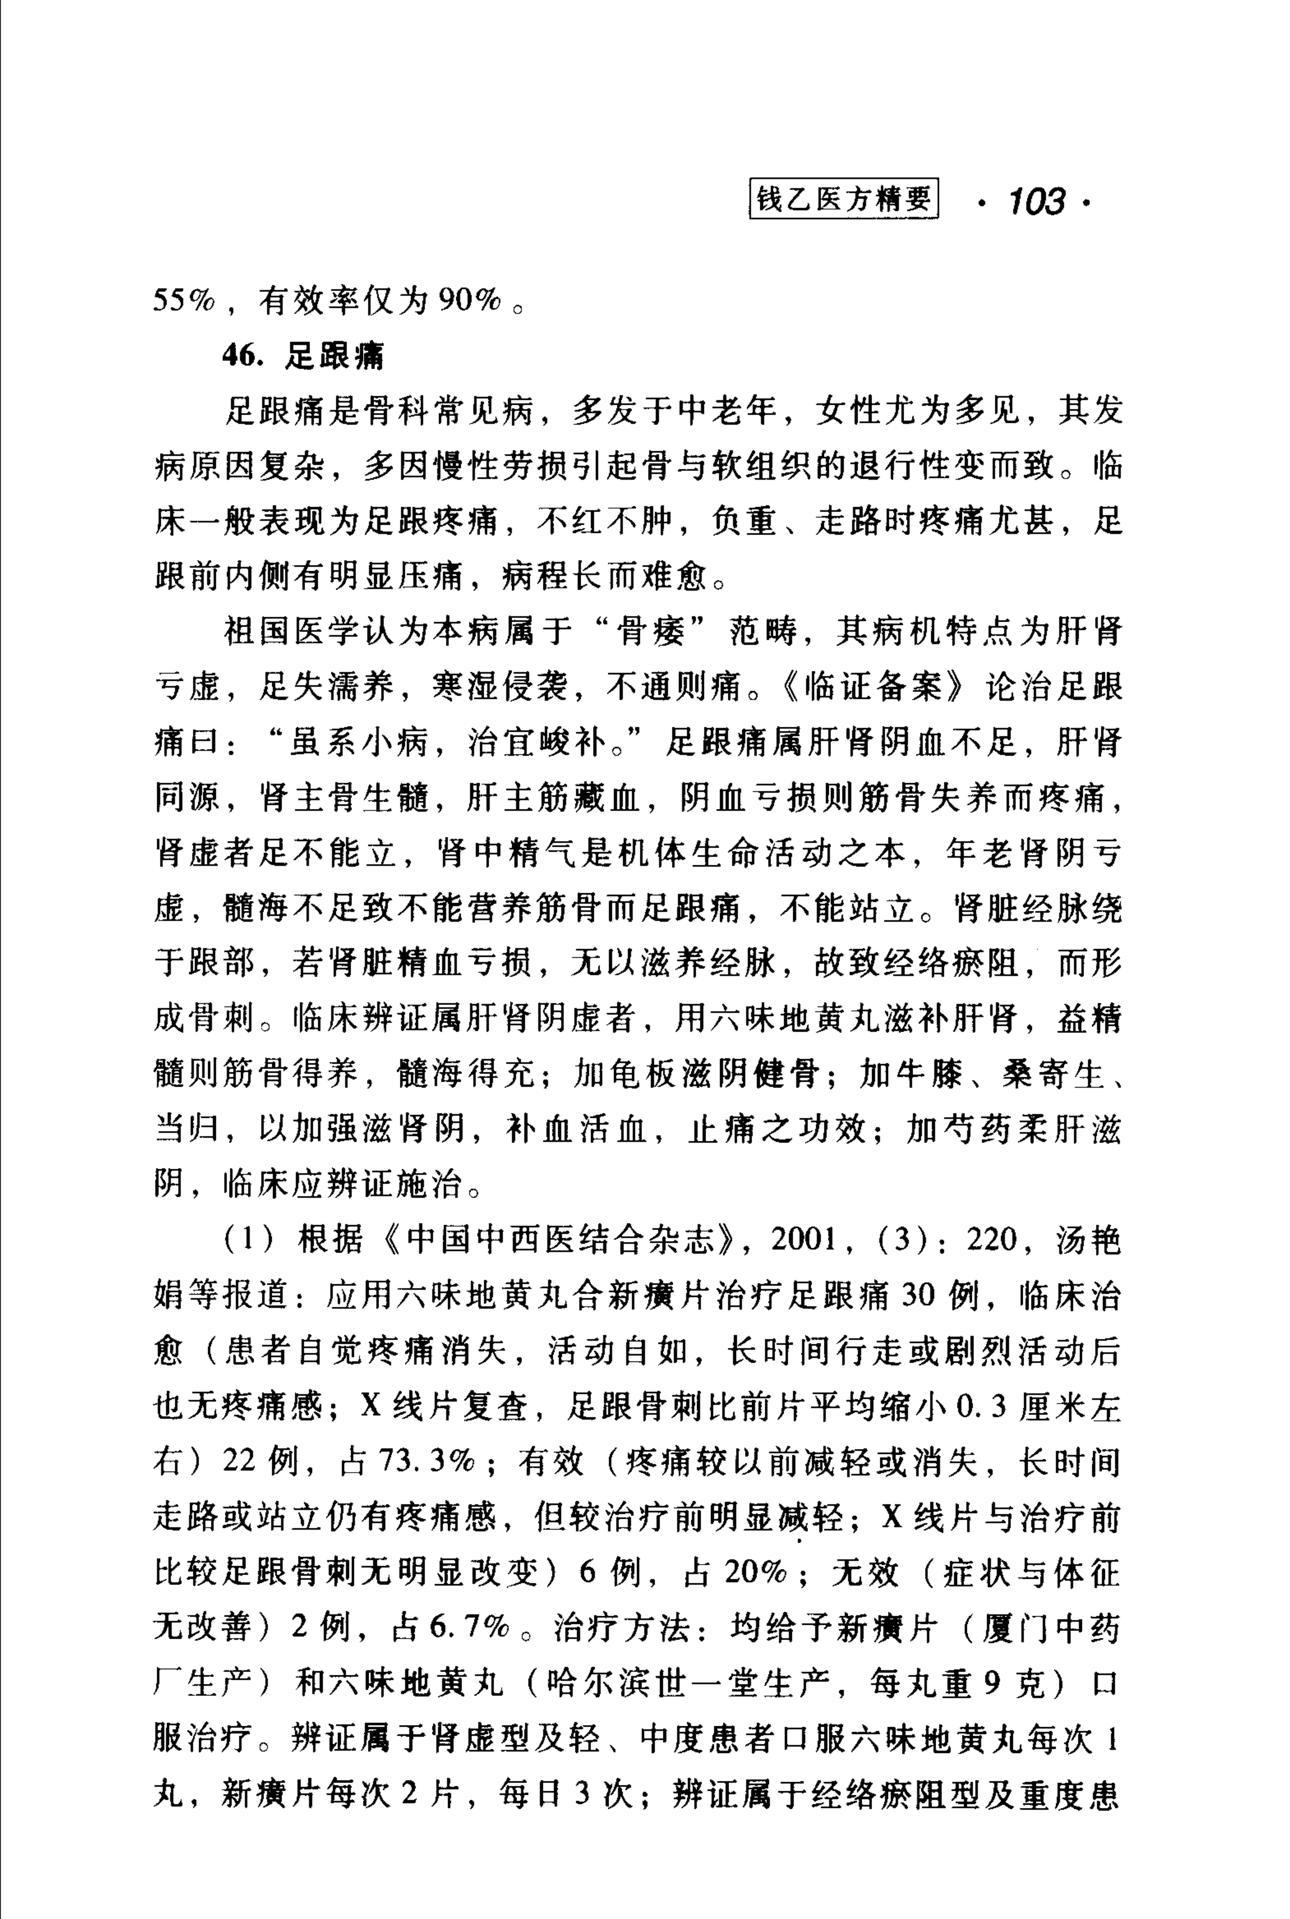 钱乙医方精要 · 103 ·
55%，有效率仅为90%。
46. 足跟痛
足跟痛是骨科常见病，多发于中老年，女性尤为多见，其发
病原因复杂，多因慢性劳损引起骨与软组织的退行性变而致。临
床一般表现为足跟疼痛，不红不肿，负重、走路时疼痛尤甚，足
跟前内侧有明显压痛，病程长而难愈。
祖国医学认为本病属于“骨痿”范畴，其病机特点为肝肾
亏虚，足失濡养，寒湿侵袭，不通则痛。《临证备案》论治足跟
痛曰：“虽系小病，治宜峻补。”足跟痛属肝肾阴血不足，肝肾
同源，肾主骨生髓，肝主筋藏血，阴血亏损则筋骨失养而疼痛，
肾虚者足不能立，肾中精气是机体生命活动之本，年老肾阴亏
虚，髓海不足致不能营养筋骨而足跟痛，不能站立。肾脏经脉绕
于跟部，若肾脏精血亏损，无以滋养经脉，故致经络瘀阻，而形
成骨刺。临床辨证属肝肾阴虚者，用六味地黄丸滋补肝肾，益精
髓则筋骨得养，髓海得充；加龟板滋阴健骨；加牛膝、桑寄生、
当归，以加强滋肾阴，补血活血，止痛之功效；加芍药柔肝滋
阴，临床应辨证施治。
（1）根据《中国中西医结合杂志》，2001，（3）：220，汤艳
娟等报道：应用六味地黄丸合新癀片治疗足跟痛30例，临床治
愈（患者自觉疼痛消失，活动自如，长时间行走或剧烈活动后
也无疼痛感；X线片复查，足跟骨刺比前片平均缩小0.3厘米左
右）22例，占73.3%；有效（疼痛较以前减轻或消失，长时间
走路或站立仍有疼痛感，但较治疗前明显减轻；X线片与治疗前
比较足跟骨刺无明显改变）6例，占20%；无效（症状与体征
无改善）2例，占6.7%。治疗方法：均给予新癀片（厦门中药
厂生产）和六味地黄丸（哈尔滨世一堂生产，每丸重9克）口
服治疗。辨证属于肾虚型及轻、中度患者口服六味地黄丸每次1
丸，新癀片每次2片，每日3次；辨证属于经络瘀阻型及重度患